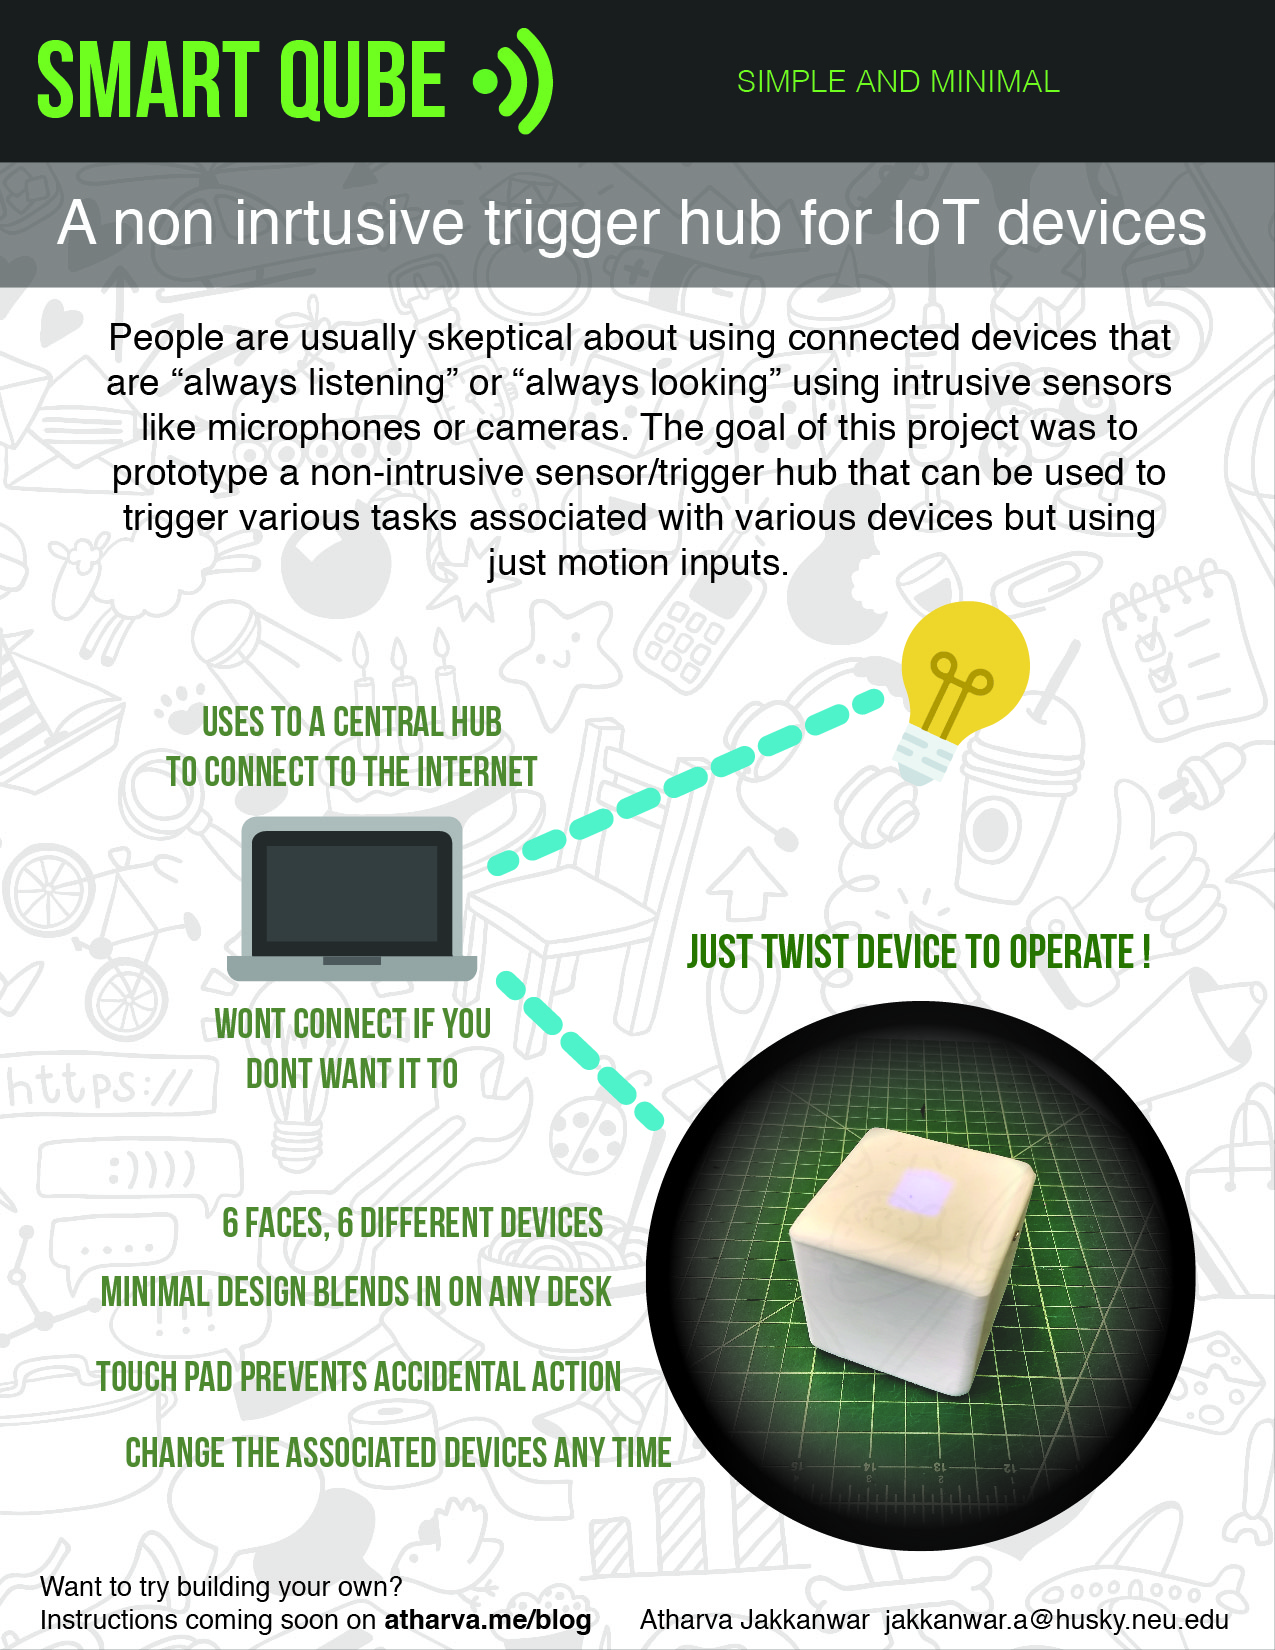 SMART QUBE
SIMPLE AND MINIMAL
A non inrtusive trigger hub for IoT devices
People are usually skeptical about using connected devices that
are “always listening” or “always looking” using intrusive sensors
like microphones or cameras. The goal of this project was to
prototype a non-intrusive sensor/trigger hub that can be used to
trigger various tasks associated with various devices but using
just motion inputs.
USES TO A CENTRAL HUB
TO CONNECT TO THE INTERNET
JUST TWIST DEVICE TO OPERATE !
WONT CONNECT IF YOU
DONT WANT IT TO
https://
:))))
6 FACES, 6 DIFFERENT DEVICES
MINIMAL DESIGN BLENDS IN ON ANY DESK
TOUCH PAD PREVENTS ACCIDENTAL ACTION
CHANGE THE ASSOCIATED DEVICES ANY TIME
15 14 13 12
Want to try building your own?
Instructions coming soon on atharva.me/blog
Atharva Jakkanwar jakkanwar.a@husky.neu.edu